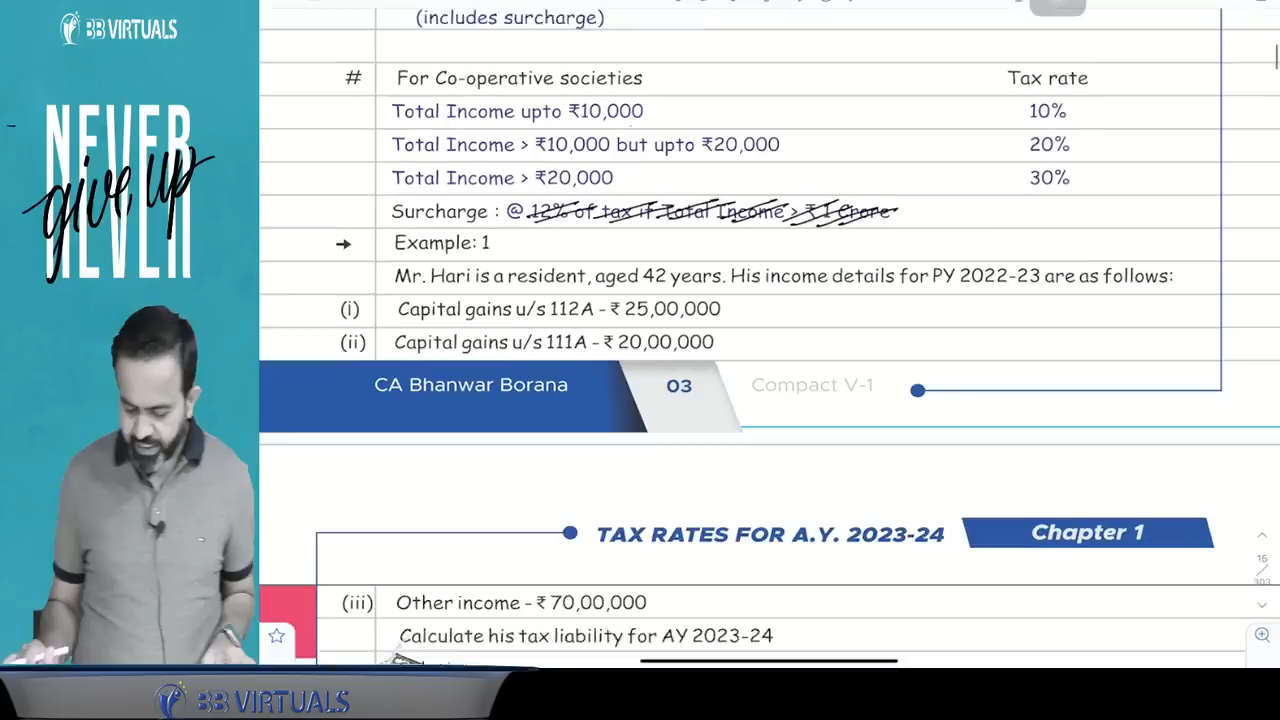 BB VIRTUALS
NEVER
give up
NEVER
(includes surcharge)
# For Co-operative societies Tax rate
Total Income upto ₹10,000 10%
Total Income > ₹10,000 but upto ₹20,000 20%
Total Income > ₹20,000 30%
Surcharge : @ 12% of tax if Total Income > ₹ 1 Crore
→ Example: 1
Mr. Hari is a resident, aged 42 years. His income details for PY 2022-23 are as follows:
(i) Capital gains u/s 112A - ₹ 25,00,000
(ii) Capital gains u/s 111A - ₹ 20,00,000
CA Bhanwar Borana 03 Compact V-1
TAX RATES FOR A.Y. 2023-24 Chapter 1
15
/
303
(iii) Other income - ₹ 70,00,000
Calculate his tax liability for AY 2023-24
BB VIRTUALS